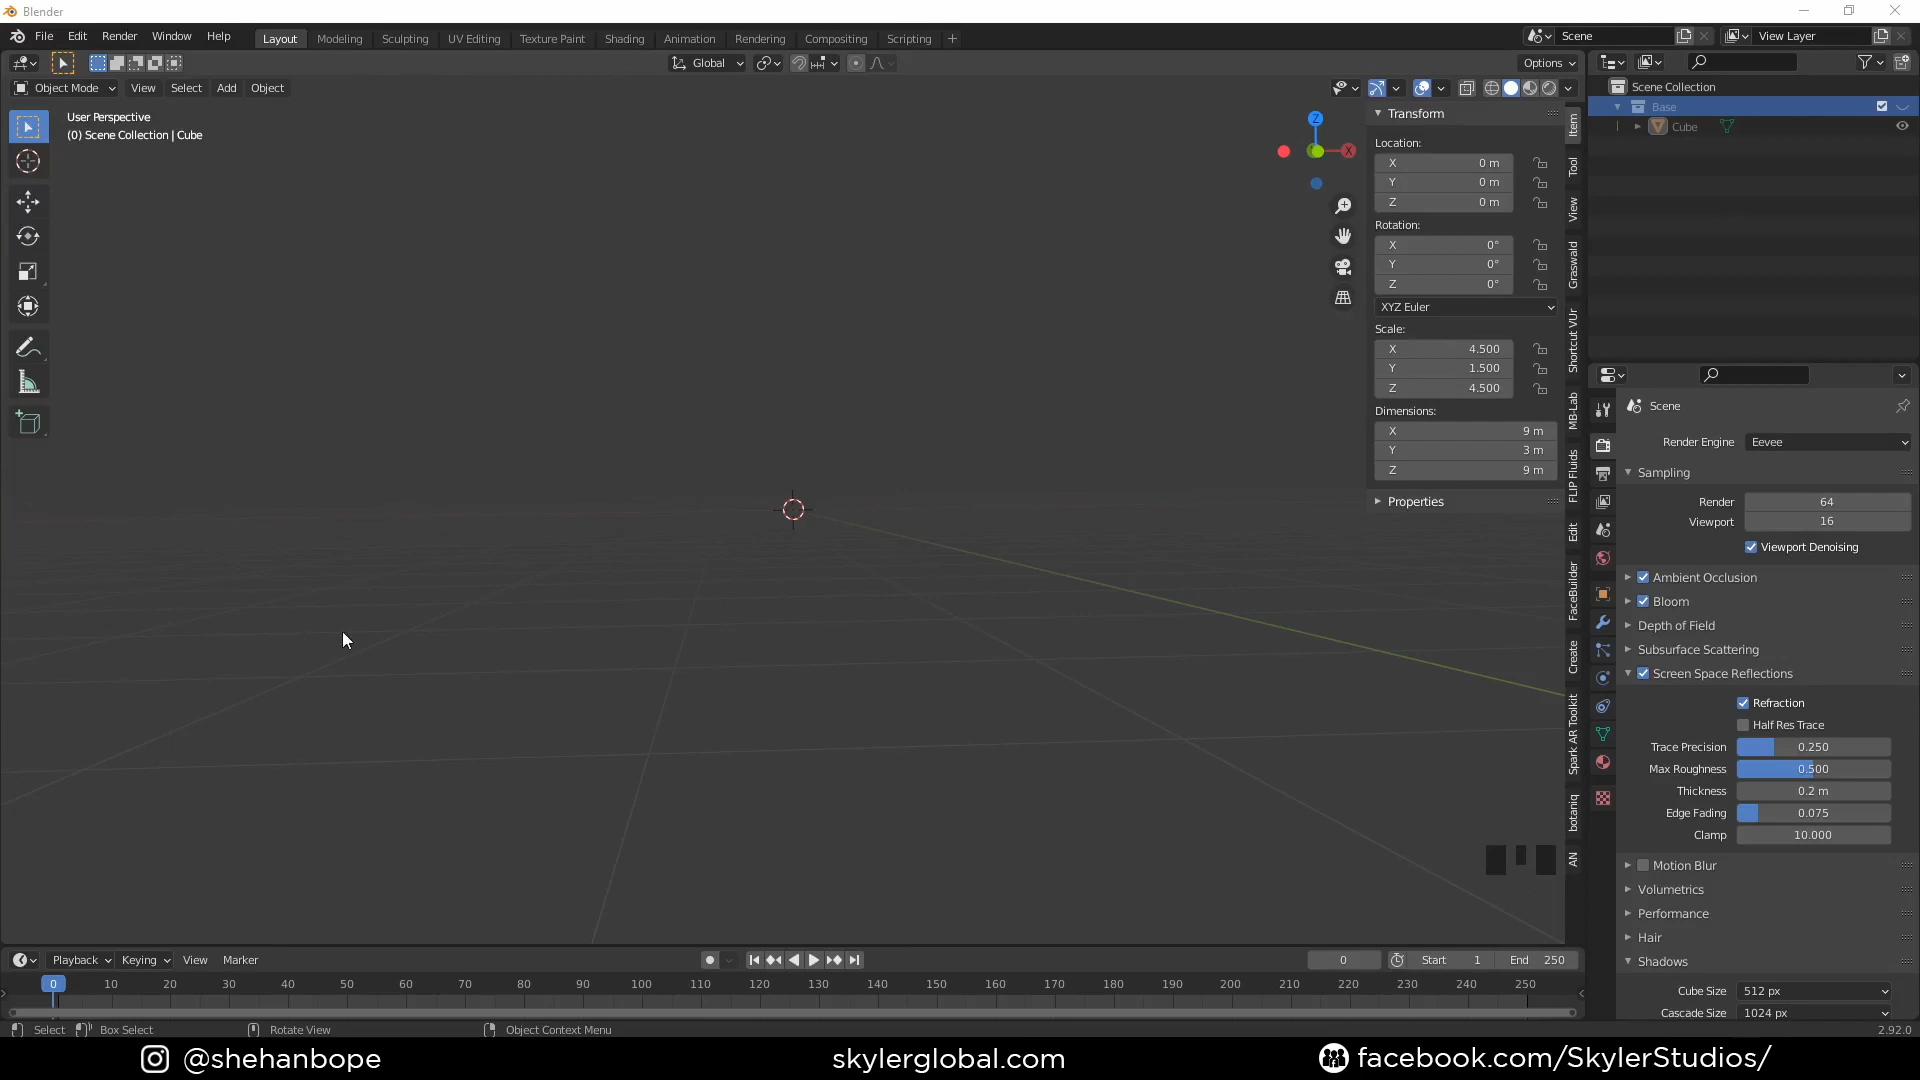 Blender
File Edit Render Window Help
Layout Modeling Sculpting UV Editing Texture Paint Shading Animation Rendering Compositing Scripting +
Scene
View Layer
Global
Options
Object Mode View Select Add Object
User Perspective
(0) Scene Collection | Cube
Z
X
Transform
Location:
X 0 m
Y 0 m
Z 0 m
Rotation:
X 0°
Y 0°
Z 0°
XYZ Euler
Scale:
X 4.500
Y 1.500
Z 4.500
Dimensions:
X 9 m
Y 3 m
Z 9 m
Properties
Item
Tool
View
Graswald
Shortcut VUr
MB-Lab
FLIP Fluids
Edit
FaceBuilder
Create
Spark AR Toolkit
botaniq
AN
Scene Collection
Base
Cube
Scene
Render Engine Eevee
Sampling
Render 64
Viewport 16
Viewport Denoising
Ambient Occlusion
Bloom
Depth of Field
Subsurface Scattering
Screen Space Reflections
Refraction
Half Res Trace
Trace Precision 0.250
Max Roughness 0.500
Thickness 0.2 m
Edge Fading 0.075
Clamp 10.000
Motion Blur
Volumetrics
Performance
Hair
Shadows
Cube Size 512 px
Cascade Size 1024 px
Playback Keying View Marker
0 Start 1 End 250
0 10 20 30 40 50 60 70 80 90 100 110 120 130 140 150 160 170 180 190 200 210 220 230 240 250
Select Box Select Rotate View Object Context Menu 2.92.0
@shehanbope skylerglobal.com facebook.com/SkylerStudios/